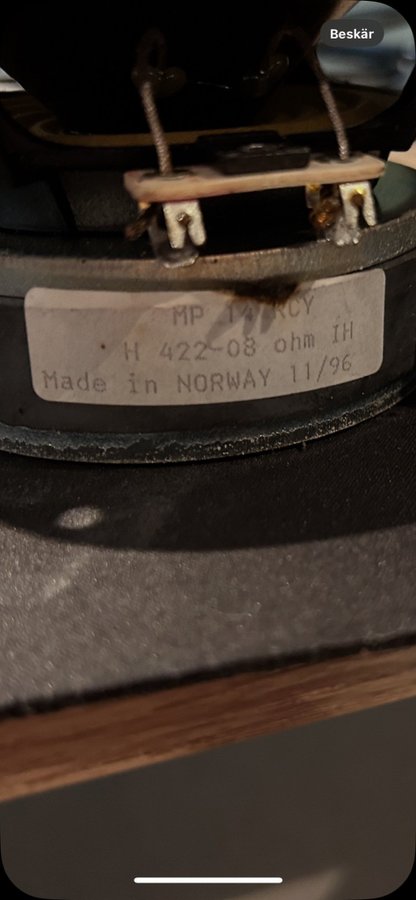 Beskär
MP 14 RCY
H 422-08 ohm IH
Made in NORWAY 11/96